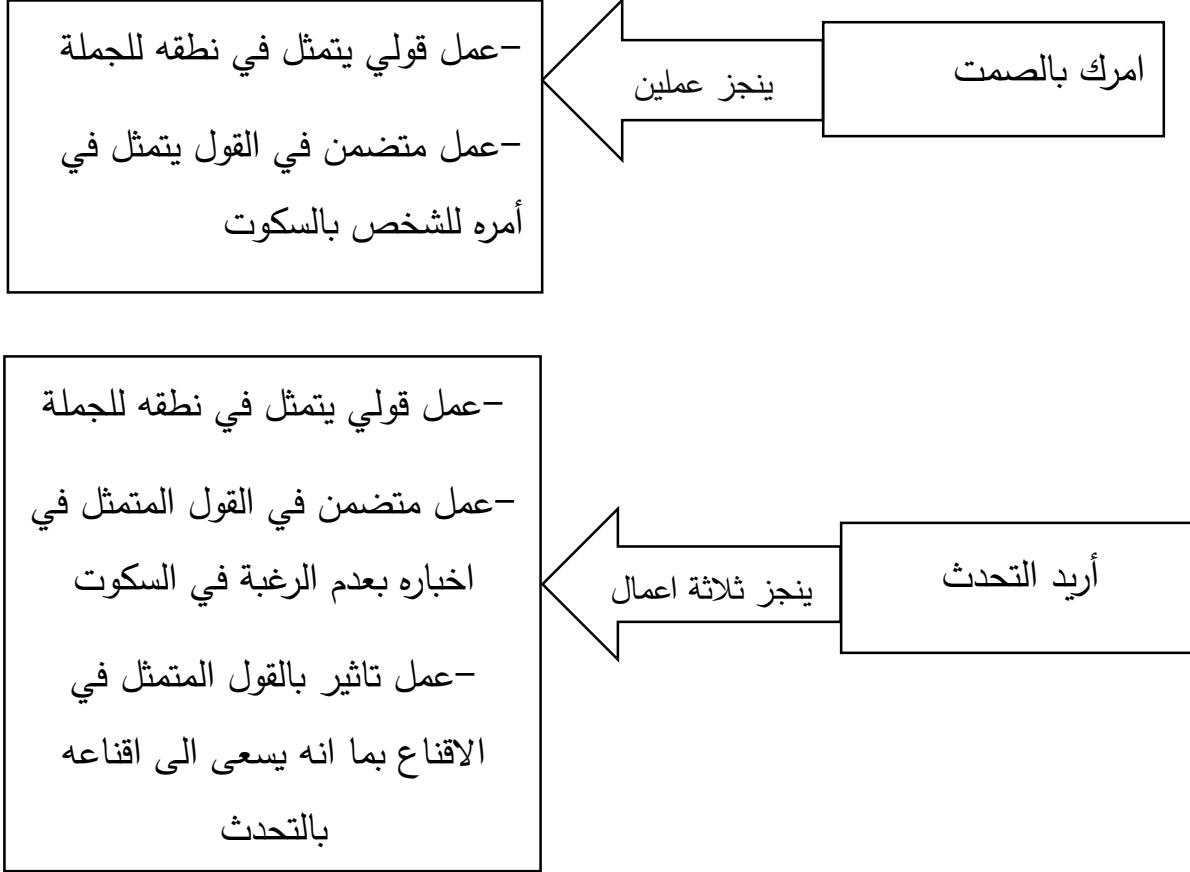 امرك بالصمت
ينجز عملين
–عمل قولي يتمثل في نطقه للجملة
–عمل متضمن في القول يتمثل في
أمره للشخص بالسكوت
أريد التحدث
ينجز ثلاثة اعمال
–عمل قولي يتمثل في نطقه للجملة
–عمل متضمن في القول المتمثل في
اخباره بعدم الرغبة في السكوت
–عمل تاثير بالقول المتمثل في
الاقناع بما انه يسعى الى اقناعه
بالتحدث